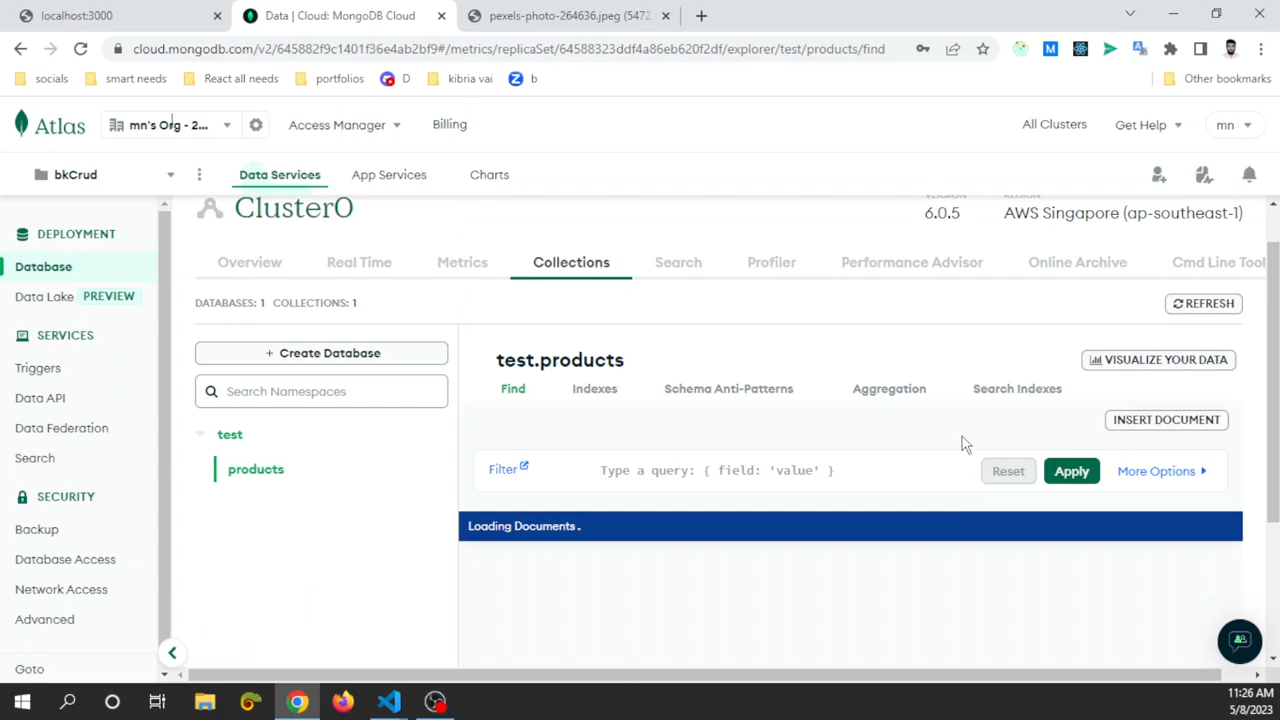 localhost:3000
Data | Cloud: MongoDB Cloud
pexels-photo-264636.jpeg (5472
cloud.mongodb.com/v2/645882f9c1401f36e4ab2bf9#/metrics/replicaSet/64588323ddf4a86eb620f2df/explorer/test/products/find
socials
smart needs
React all needs
portfolios
D
kibria vai
b
Other bookmarks
Atlas
mn's Org - 2...
Access Manager
Billing
All Clusters
Get Help
mn
bkCrud
Data Services
App Services
Charts
DEPLOYMENT
Database
Data Lake PREVIEW
SERVICES
Triggers
Data API
Data Federation
Search
SECURITY
Backup
Database Access
Network Access
Advanced
Goto
Cluster0
VERSION
REGION
6.0.5
AWS Singapore (ap-southeast-1)
Overview
Real Time
Metrics
Collections
Search
Profiler
Performance Advisor
Online Archive
Cmd Line Tool
DATABASES: 1 COLLECTIONS: 1
REFRESH
+ Create Database
Search Namespaces
test
products
test.products
VISUALIZE YOUR DATA
Find
Indexes
Schema Anti-Patterns
Aggregation
Search Indexes
INSERT DOCUMENT
Filter
Type a query: { field: 'value' }
Reset
Apply
More Options
Loading Documents .
11:26 AM
5/8/2023